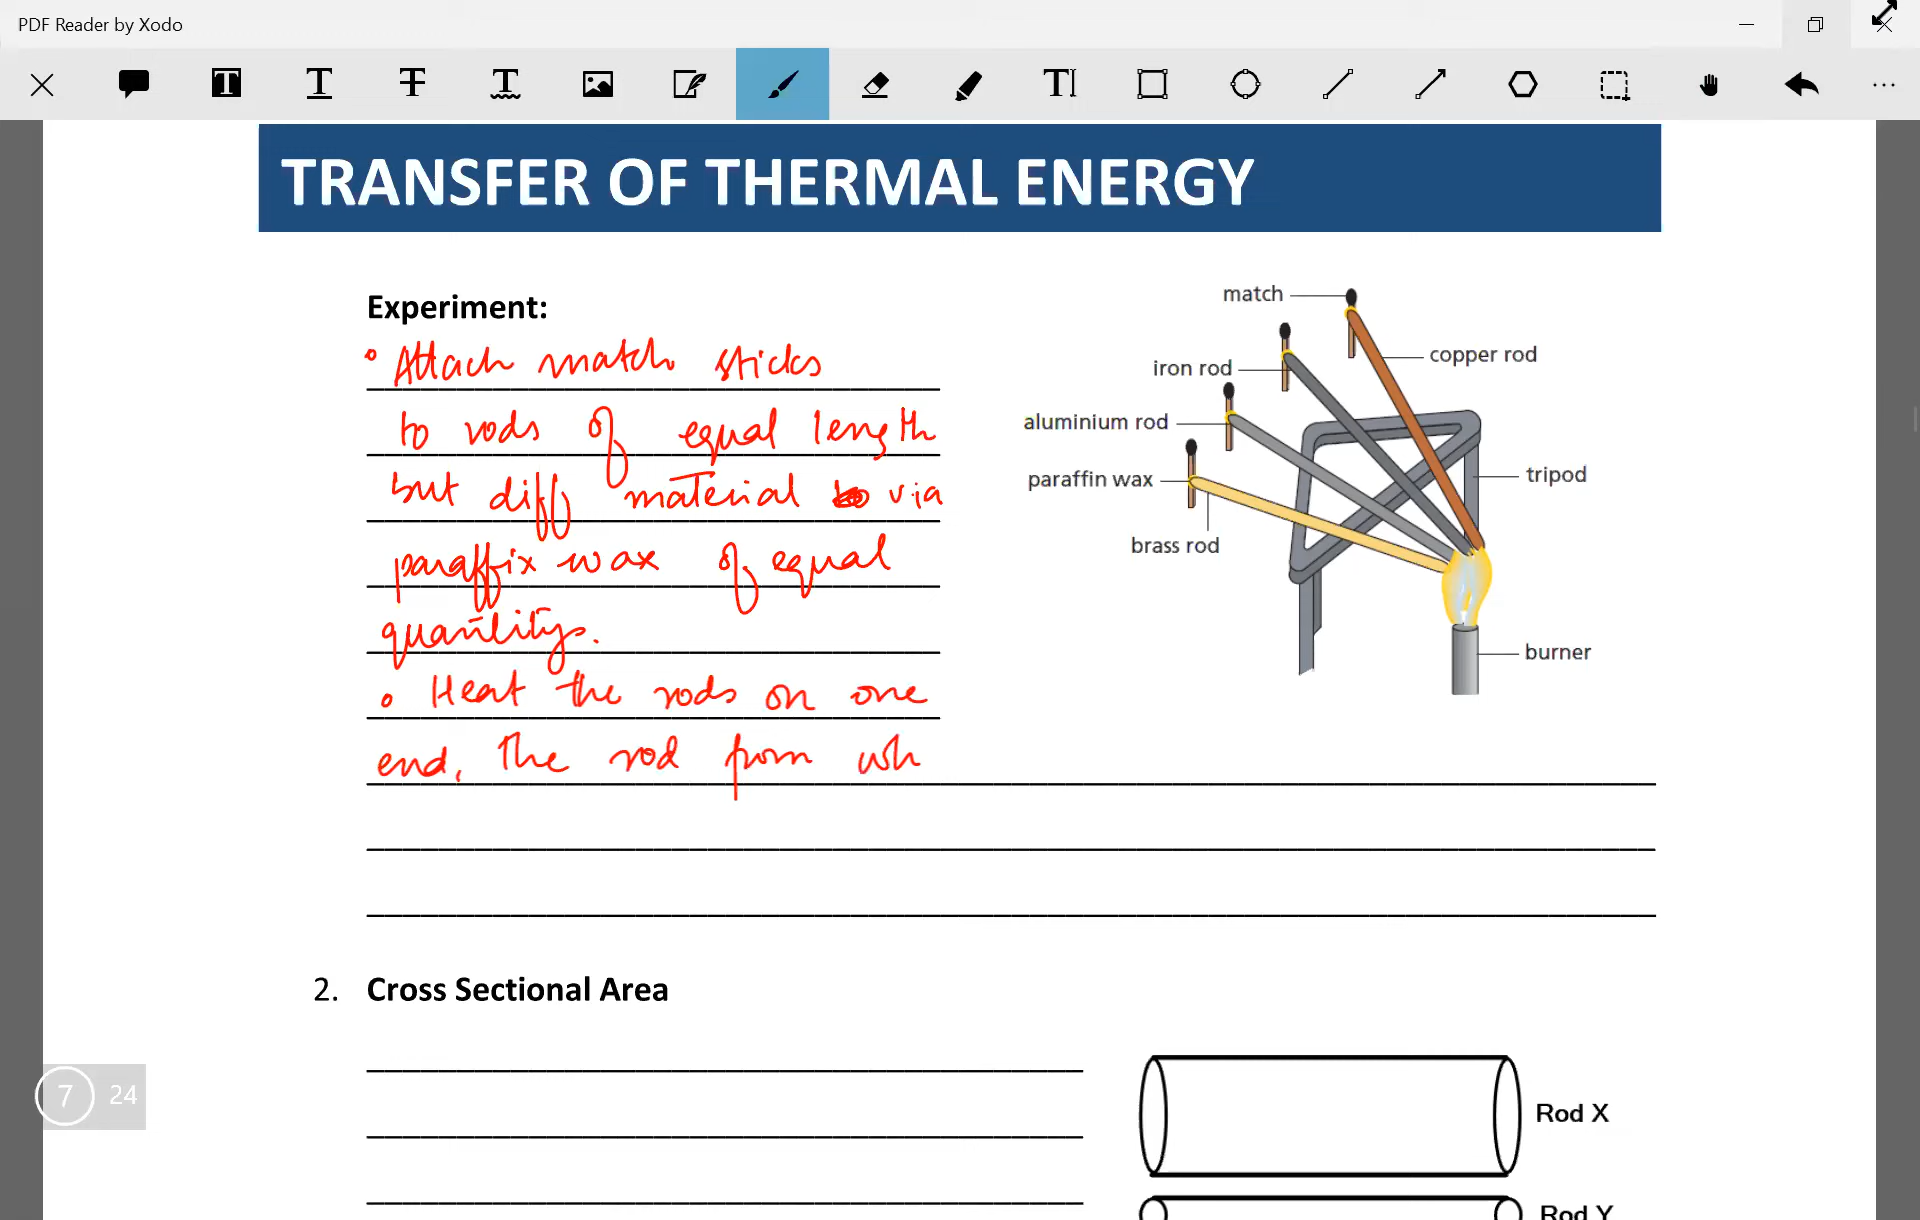 PDF Reader by Xodo
TRANSFER OF THERMAL ENERGY
Experiment:
• Attach match sticks
to rods of equal length
but diff material via
paraffix wax of equal
quantity.
• Heat the rods on one
end, the rod from wh
match
iron rod
copper rod
aluminium rod
paraffin wax
tripod
brass rod
burner
2. Cross Sectional Area
Rod X
Rod Y
7 24